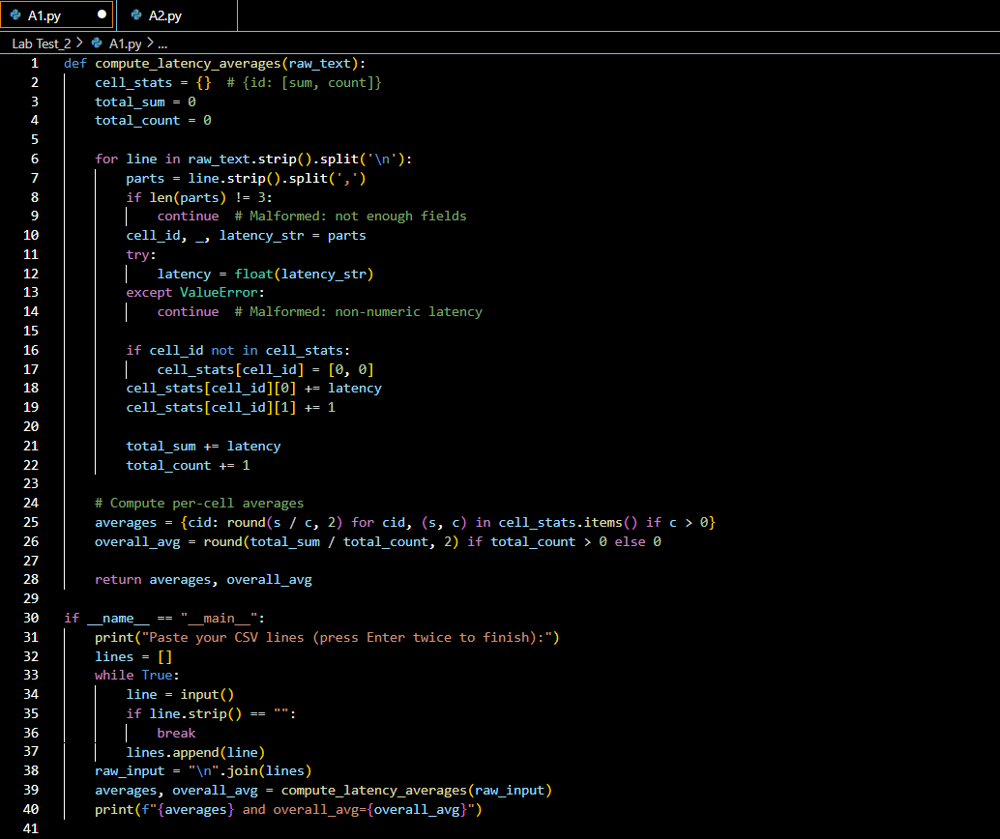 A1.py
A2.py
Lab Test_2 > A1.py > ...
1 def compute_latency_averages(raw_text):
2     cell_stats = {}  # {id: [sum, count]}
3     total_sum = 0
4     total_count = 0
5
6     for line in raw_text.strip().split('\n'):
7         parts = line.strip().split(',')
8         if len(parts) != 3:
9             continue  # Malformed: not enough fields
10         cell_id, _, latency_str = parts
11         try:
12             latency = float(latency_str)
13         except ValueError:
14             continue  # Malformed: non-numeric latency
15
16         if cell_id not in cell_stats:
17             cell_stats[cell_id] = [0, 0]
18         cell_stats[cell_id][0] += latency
19         cell_stats[cell_id][1] += 1
20
21         total_sum += latency
22         total_count += 1
23
24     # Compute per-cell averages
25     averages = {cid: round(s / c, 2) for cid, (s, c) in cell_stats.items() if c > 0}
26     overall_avg = round(total_sum / total_count, 2) if total_count > 0 else 0
27
28     return averages, overall_avg
29
30 if __name__ == "__main__":
31     print("Paste your CSV lines (press Enter twice to finish):")
32     lines = []
33     while True:
34         line = input()
35         if line.strip() == "":
36             break
37         lines.append(line)
38     raw_input = "\n".join(lines)
39     averages, overall_avg = compute_latency_averages(raw_input)
40     print(f"{averages} and overall_avg={overall_avg}")
41